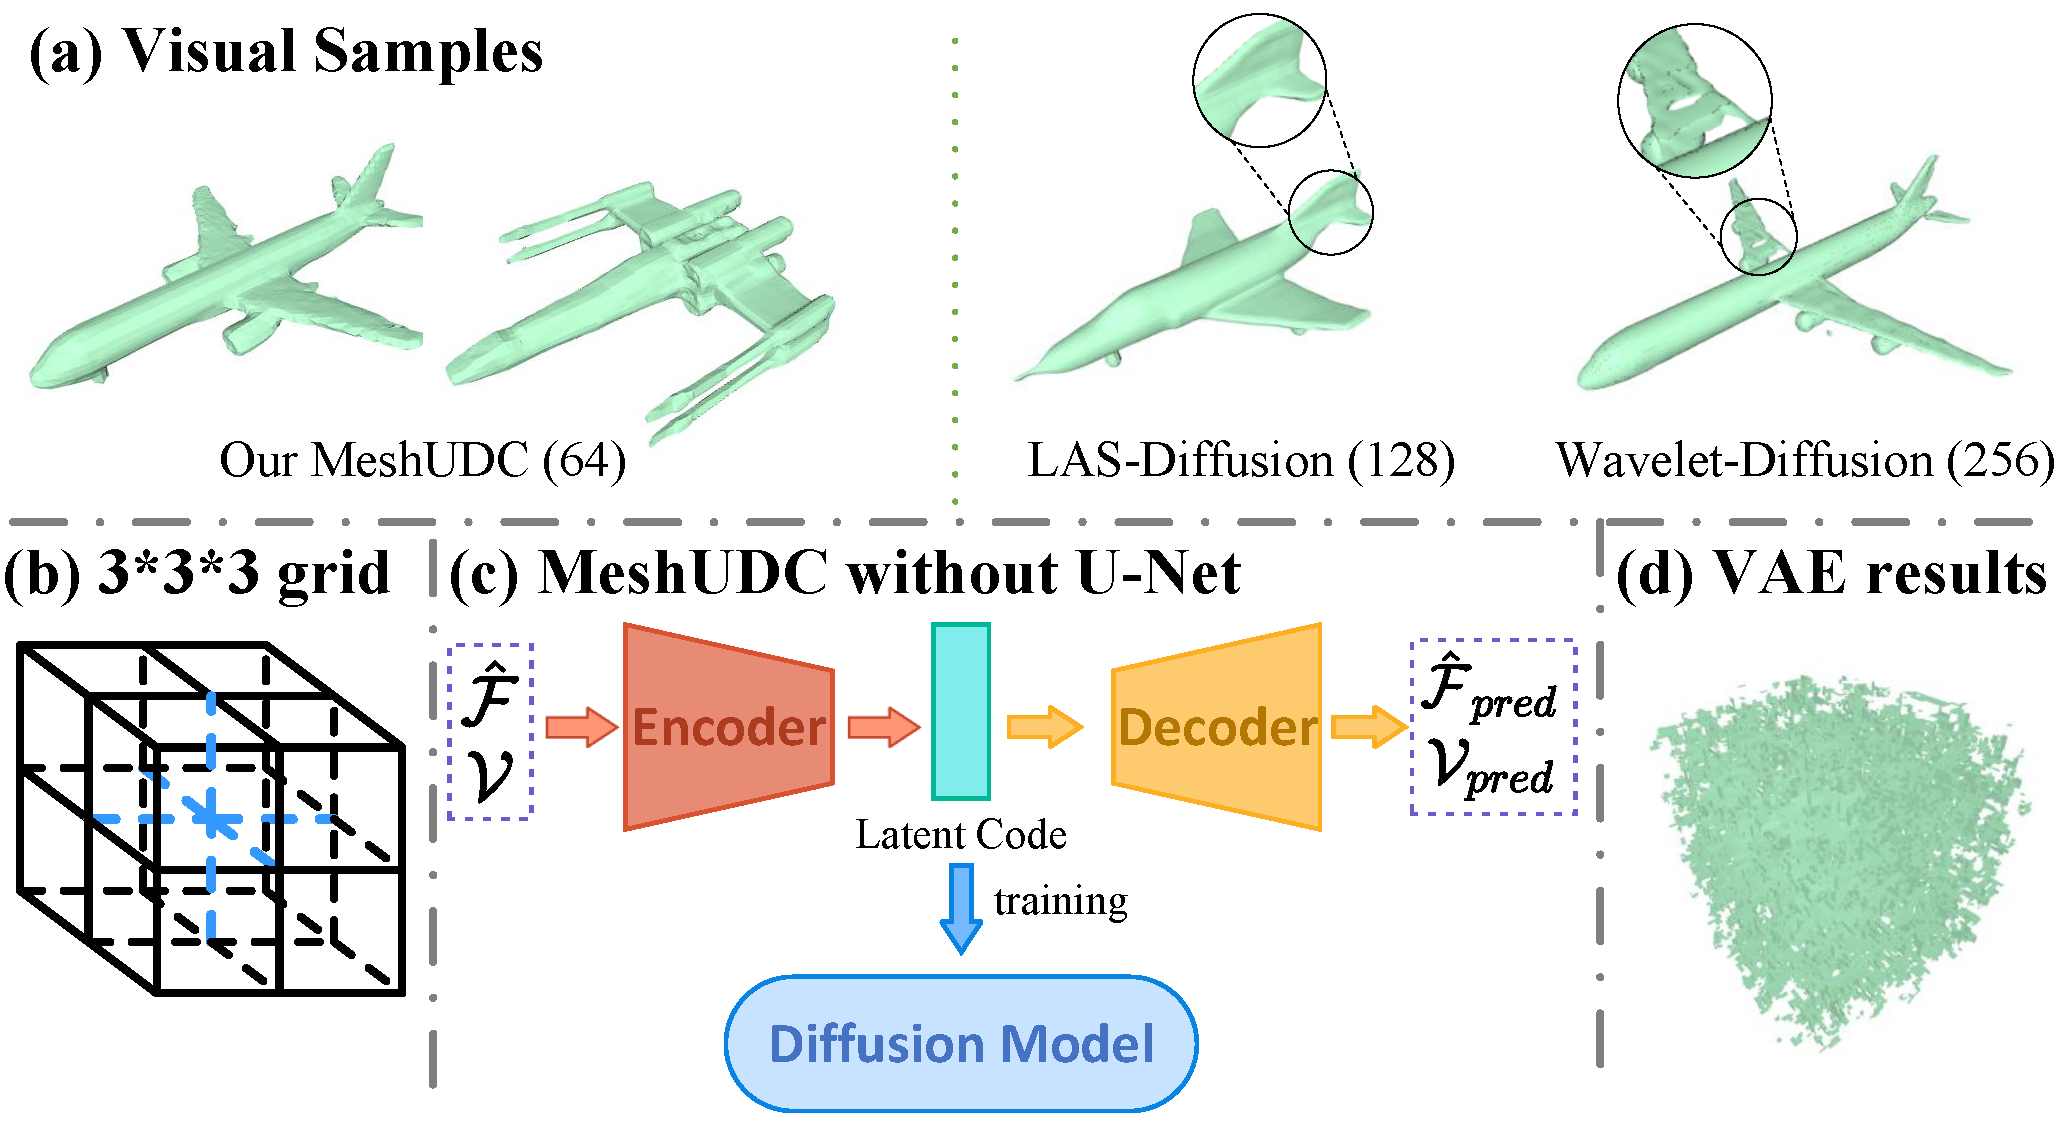 (a) Visual Samples
Our MeshUDC (64)
LAS-Diffusion (128)
Wavelet-Diffusion (256)
(b) 3*3*3 grid
(c) MeshUDC without U-Net
(d) VAE results
$\hat{\mathcal{F}}$
$\mathcal{V}$
Encoder
Latent Code
Decoder
$\hat{\mathcal{F}}_{pred}$
$\mathcal{V}_{pred}$
training
Diffusion Model